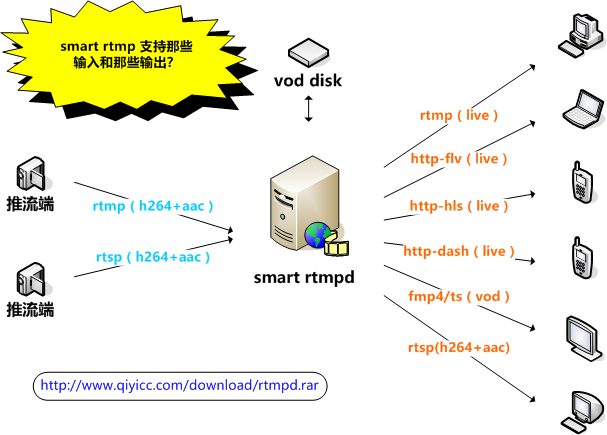 smart rtmp 支持那些
输入和那些输出？
vod disk
rtmp（live）
http-flv（live）
推流端
rtmp（h264+aac）
http-hls（live）
rtsp（h264+aac）
http-dash（live）
smart rtmpd
推流端
fmp4/ts（vod）
rtsp(h264+aac)
http://www.qiyicc.com/download/rtmpd.rar